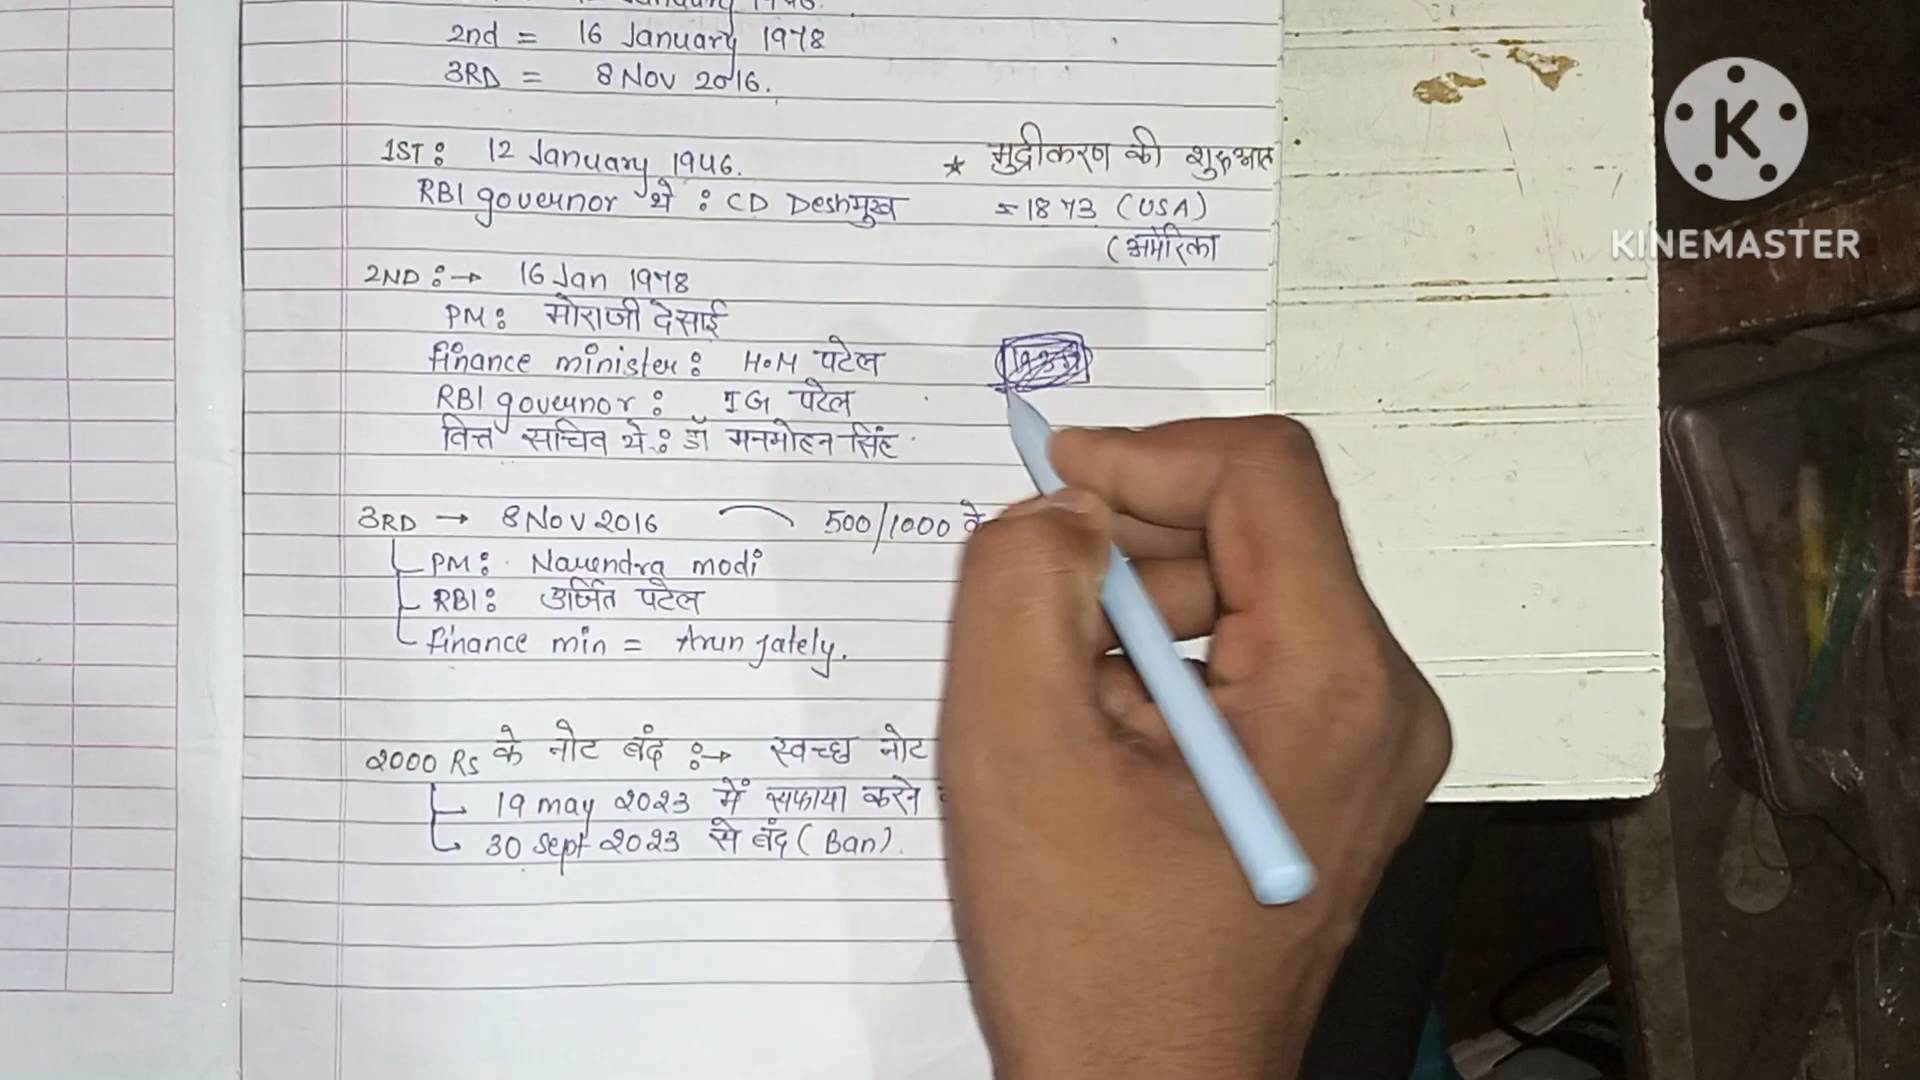 2nd = 16 January 1978
3RD = 8 Nov 2016.
1ST: 12 January 1946.
RBI governor थे : CD Deshमुख
★ मुद्रीकरण की शुरुआत
= 1873 (USA)
(अमेरिका
2ND :→ 16 Jan 1978
PM: मोराजी देसाई
finance minister: H.M पटेल
RBI governor: IG पटेल
वित्त सचिव थे: डॉ मनमोहन सिंह
3RD → 8 Nov 2016 500/1000 के
PM: Narendra modi
RBI: उर्जित पटेल
finance min = Arun jately.
2000 Rs के नोट बंद :→ स्वच्छ नोट
19 may 2023 में सफाया करने
30 Sept 2023 से बंद (Ban).
KINEMASTER